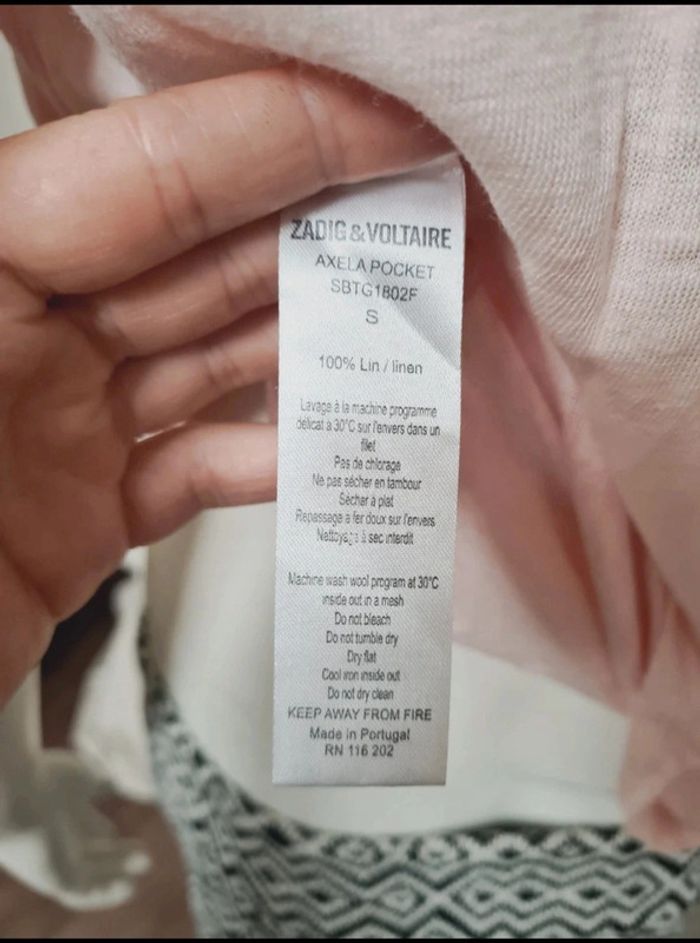 ZADIG & VOLTAIRE
AXELA POCKET
SBTG1802F
S
100% Lin / linen
Lavage à la machine programme
délicat à 30°C sur l'envers dans un
filet
Pas de chlorage
Ne pas sécher en tambour
Séchar à plat
Repassage a fer doux sur l'envers
Nettoyage à sec interdit
Machine wash wool program at 30°C
inside out in a mesh
Do not bleach
Do not tumble dry
Dry flat
Cool iron inside out
Do not dry clean
KEEP AWAY FROM FIRE
Made in Portugal
RN 116 202